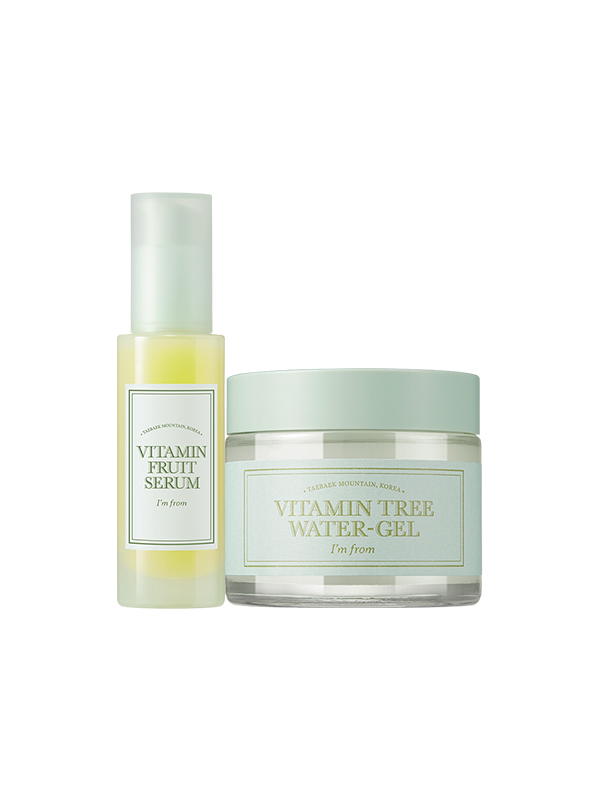 • TAEBAEK MOUNTAIN, KOREA •
VITAMIN
FRUIT
SERUM
I'm from
• TAEBAEK MOUNTAIN, KOREA •
VITAMIN TREE
WATER-GEL
I'm from